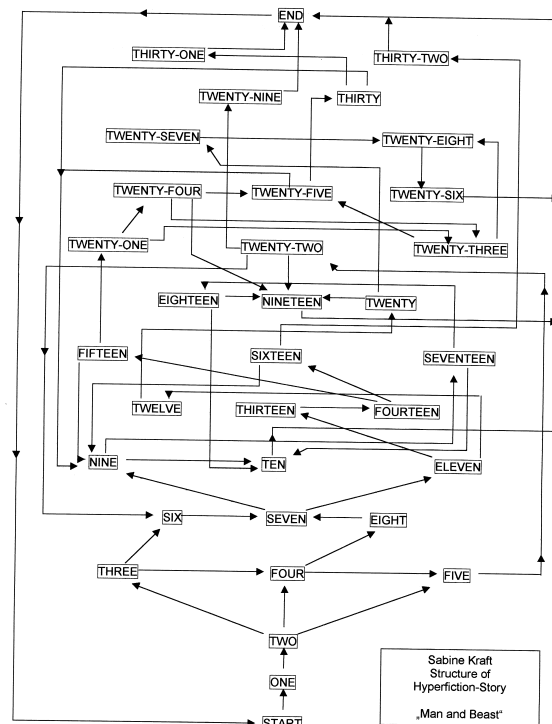 END
THIRTY-ONE
THIRTY-TWO
TWENTY-NINE
THIRTY
TWENTY-SEVEN
TWENTY-EIGHT
TWENTY-FOUR
TWENTY-FIVE
TWENTY-SIX
TWENTY-ONE
TWENTY-TWO
TWENTY-THREE
EIGHTEEN
NINETEEN
TWENTY
FIFTEEN
SIXTEEN
SEVENTEEN
TWELVE
THIRTEEN
FOURTEEN
NINE
TEN
ELEVEN
SIX
SEVEN
EIGHT
THREE
FOUR
FIVE
TWO
ONE
START
Sabine Kraft
Structure of
Hyperfiction-Story
„Man and Beast“